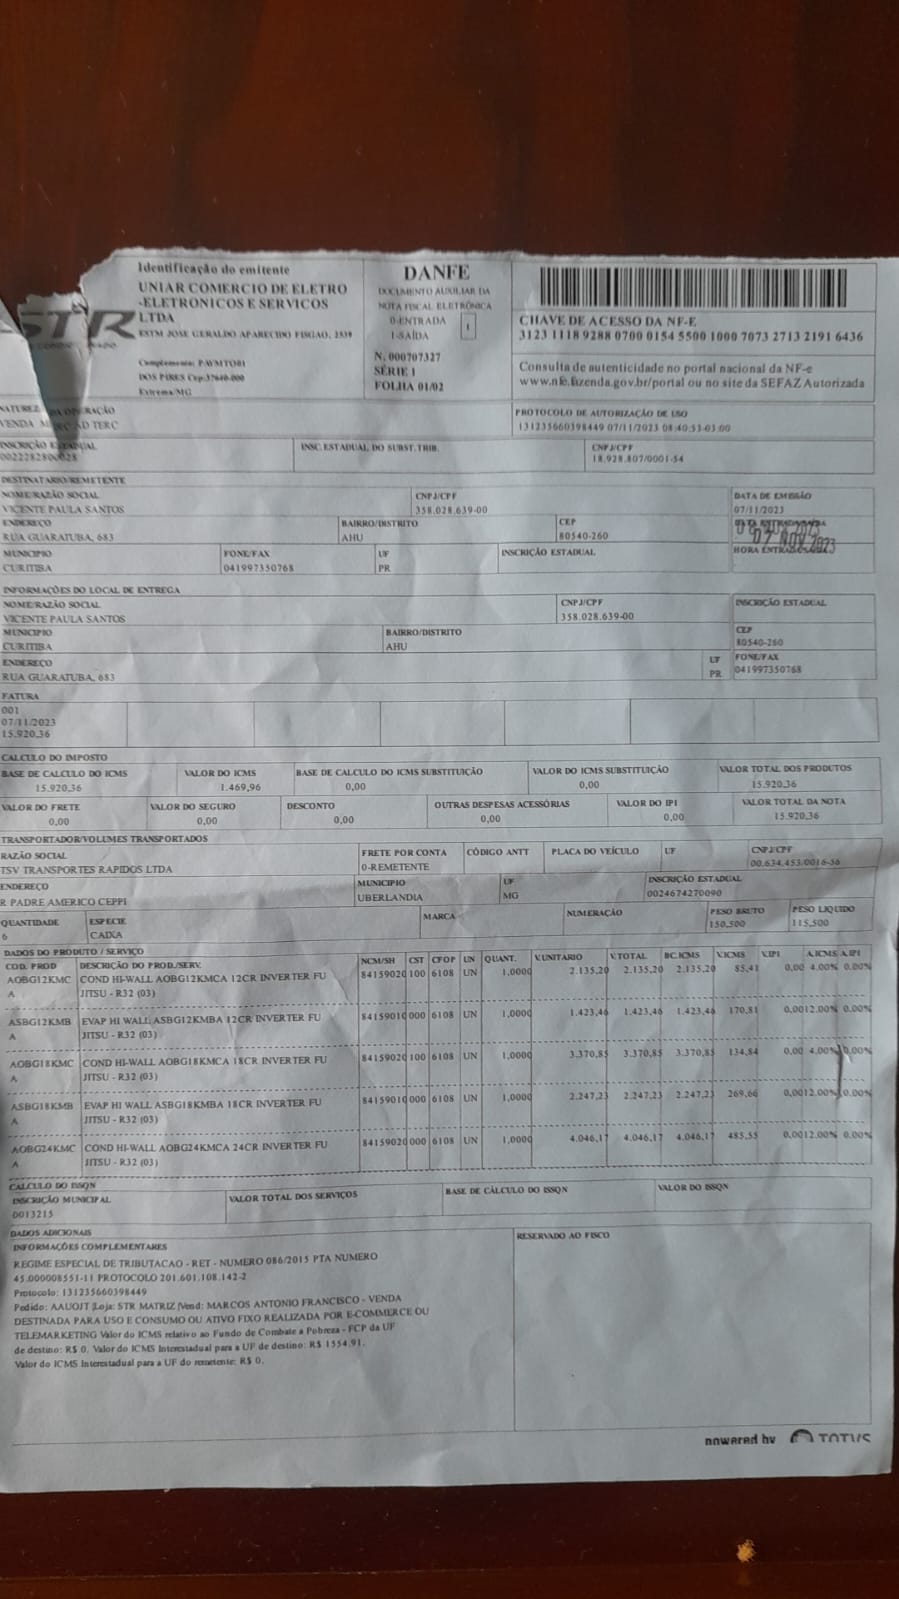 Identificação do emitente
UNIAR COMERCIO DE ELETRO
-ELETRONICOS E SERVICOS
LTDA
ESTM JOSE GERALDO APARECIDO FISGAO, 2539
Complemento: PAVMTO01
DOS PIRES Cep:37640-000
Extrema/MG
STR
DANFE
DOCUMENTO AUXILIAR DA
NOTA FISCAL ELETRÔNICA
0-ENTRADA
1-SAÍDA
1
N. 000707327
SÉRIE 1
FOLHA 01/02
CHAVE DE ACESSO DA NF-E
3123 1118 9288 0700 0154 5500 1000 7073 2713 2191 6436
Consulta de autenticidade no portal nacional da NF-e
www.nfe.fazenda.gov.br/portal ou no site da SEFAZ Autorizada
VENDA TERC
PROTOCOLO DE AUTORIZAÇÃO DE USO
131235660398449 07/11/2023 08:40:53-03:00
INSCRIÇÃO ESTADUAL
INSC.ESTADUAL DO SUBST.TRIB.
CNPJ/CPF
18.928.807/0001-54
DESTINATARIO/REMETENTE
NOME/RAZÃO SOCIAL
VICENTE PAULA SANTOS
CNPJ/CPF
358.028.639-00
DATA DE EMISSÃO
07/11/2023
ENDEREÇO
RUA GUARATUBA, 683
BAIRRO/DISTRITO
AHU
CEP
80540-260
07 NOV 2023
MUNICIPIO
CURITIBA
FONE/FAX
041997350768
UF
PR
INSCRIÇÃO ESTADUAL
INFORMAÇÕES DO LOCAL DE ENTREGA
NOME/RAZÃO SOCIAL
VICENTE PAULA SANTOS
CNPJ/CPF
358.028.639-00
INSCRIÇÃO ESTADUAL
MUNICIPIO
CURITIBA
BAIRRO/DISTRITO
AHU
CEP
80540-260
ENDEREÇO
RUA GUARATUBA, 683
UF
PR
FONE/FAX
041997350768
FATURA
001
07/11/2023
15.920,36
CALCULO DO IMPOSTO
BASE DE CALCULO DO ICMS
15.920,36
VALOR DO ICMS
1.469,96
BASE DE CALCULO DO ICMS SUBSTITUIÇÃO
0,00
VALOR DO ICMS SUBSTITUIÇÃO
0,00
VALOR TOTAL DOS PRODUTOS
15.920,36
VALOR DO FRETE
0,00
VALOR DO SEGURO
0,00
DESCONTO
0,00
OUTRAS DESPESAS ACESSÓRIAS
0,00
VALOR DO IPI
0,00
VALOR TOTAL DA NOTA
15.920,36
TRANSPORTADOR/VOLUMES TRANSPORTADOS
RAZÃO SOCIAL
TSV TRANSPORTES RAPIDOS LTDA
FRETE POR CONTA
0-REMETENTE
CÓDIGO ANTT
PLACA DO VEÍCULO
UF
CNPJ/CPF
ENDEREÇO
R PADRE AMERICO CEPPI
MUNICIPIO
UBERLANDIA
UF
MG
INSCRIÇÃO ESTADUAL
0024674270090
QUANTIDADE
6
ESPECIE
CAIXA
MARCA
NUMERAÇÃO
PESO BRUTO
150,500
PESO LIQUIDO
115,500
DADOS DO PRODUTO / SERVIÇO
COD. PROD DESCRIÇÃO DO PROD./SERV. NCM/SH CST CFOP UN QUANT. V.UNITARIO V.TOTAL BC.ICMS V.ICMS V.IPI A.ICMS A.IPI
AOBG12KMC COND HI-WALL AOBG12KMCA 12CR INVERTER FU 84159020 100 6108 UN 1,0000 2.135,20 2.135,20 2.135,20 85,41 0,00 4.00% 0.00%
A JITSU - R32 (03)
ASBG12KMB EVAP HI WALL ASBG12KMBA 12CR INVERTER FU 84159010 000 6108 UN 1,0000 1.423,46 1.423,46 1.423,46 170,81 0,00 12.00% 0.00%
A JITSU - R32 (03)
AOBG18KMC COND HI-WALL AOBG18KMCA 18CR INVERTER FU 84159020 100 6108 UN 1,0000 3.370,85 3.370,85 3.370,85 134,84 0,00 4.00% 0.00%
A JITSU - R32 (03)
ASBG18KMB EVAP HI WALL ASBG18KMBA 18CR INVERTER FU 84159010 000 6108 UN 1,0000 2.247,23 2.247,23 2.247,23 269,66 0,00 12.00% 0.00%
A JITSU - R32 (03)
AOBG24KMC COND HI-WALL AOBG24KMCA 24CR INVERTER FU 84159020 000 6108 UN 1,0000 4.046,17 4.046,17 4.046,17 485,55 0,00 12.00% 0.00%
A JITSU - R32 (03)
CALCULO DO ISSQN
INSCRIÇÃO MUNICIPAL
0013215
VALOR TOTAL DOS SERVIÇOS
BASE DE CÁLCULO DO ISSQN
VALOR DO ISSQN
DADOS ADICIONAIS
INFORMAÇÕES COMPLEMENTARES
RESERVADO AO FISCO
REGIME ESPECIAL DE TRIBUTACAO - RET - NUMERO 086/2015 PTA NUMERO
45.000008551-11 PROTOCOLO 201.601.108.142-2
Protocolo: 131235660398449
Pedido: AAUOJT |Loja: STR MATRIZ |Vend: MARCOS ANTONIO FRANCISCO - VENDA
DESTINADA PARA USO E CONSUMO OU ATIVO FIXO REALIZADA POR E-COMMERCE OU
TELEMARKETING Valor do ICMS relativo ao Fundo de Combate a Pobreza - FCP da UF
de destino: R$ 0. Valor do ICMS Interestadual para a UF de destino: R$ 1554.91.
Valor do ICMS Interestadual para a UF do remetente: R$ 0.
powered by TOTVS